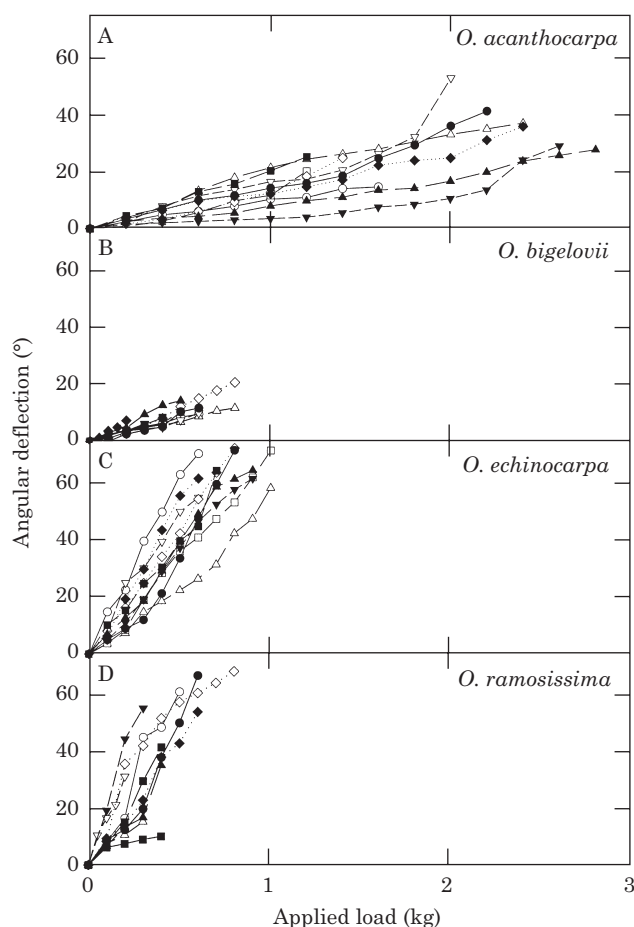 A
O. acanthocarpa
60
40
20
0
B
O. bigelovii
60
40
20
0
C
O. echinocarpa
60
40
20
0
D
O. ramosissima
60
40
20
0
0
1
2
3
Angular deflection (°)
Applied load (kg)